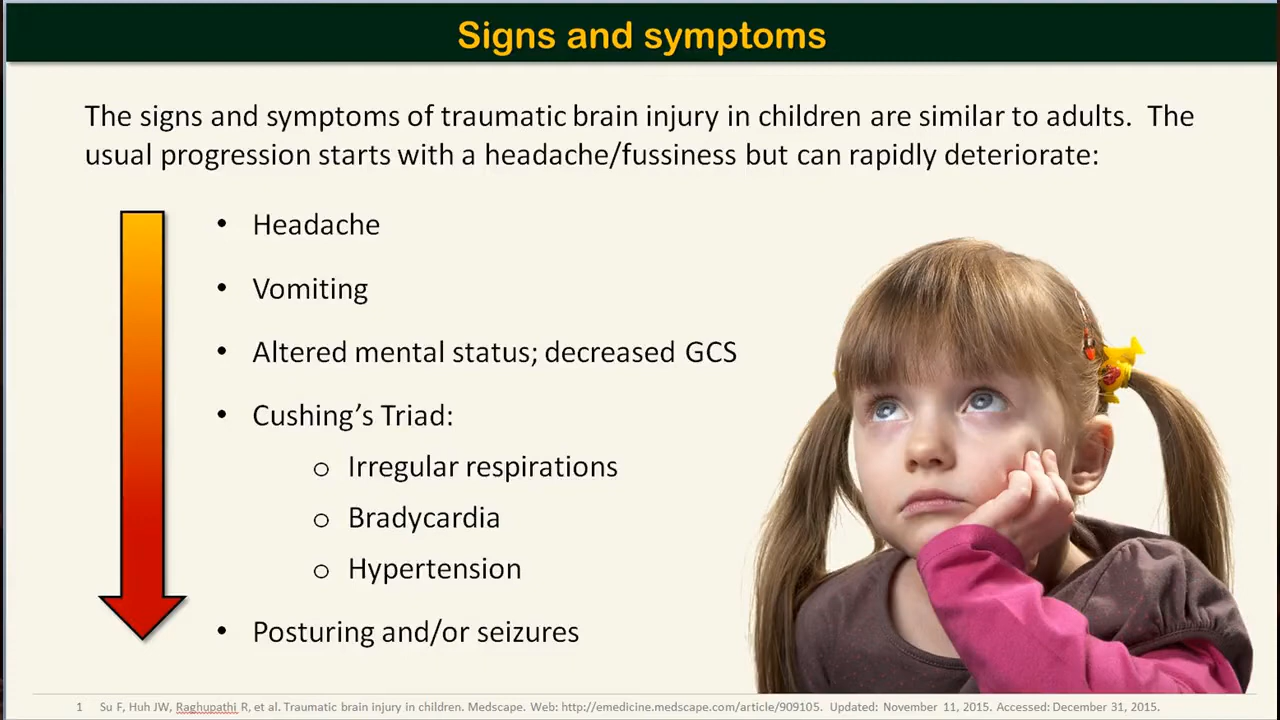 Signs and symptoms
The signs and symptoms of traumatic brain injury in children are similar to adults.  The
usual progression starts with a headache/fussiness but can rapidly deteriorate:
• Headache
• Vomiting
• Altered mental status; decreased GCS
• Cushing’s Triad:
o Irregular respirations
o Bradycardia
o Hypertension
• Posturing and/or seizures
1 Su F, Huh JW, Raghupathi R, et al. Traumatic brain injury in children. Medscape. Web: http://emedicine.medscape.com/article/909105.  Updated: November 11, 2015. Accessed: December 31, 2015.